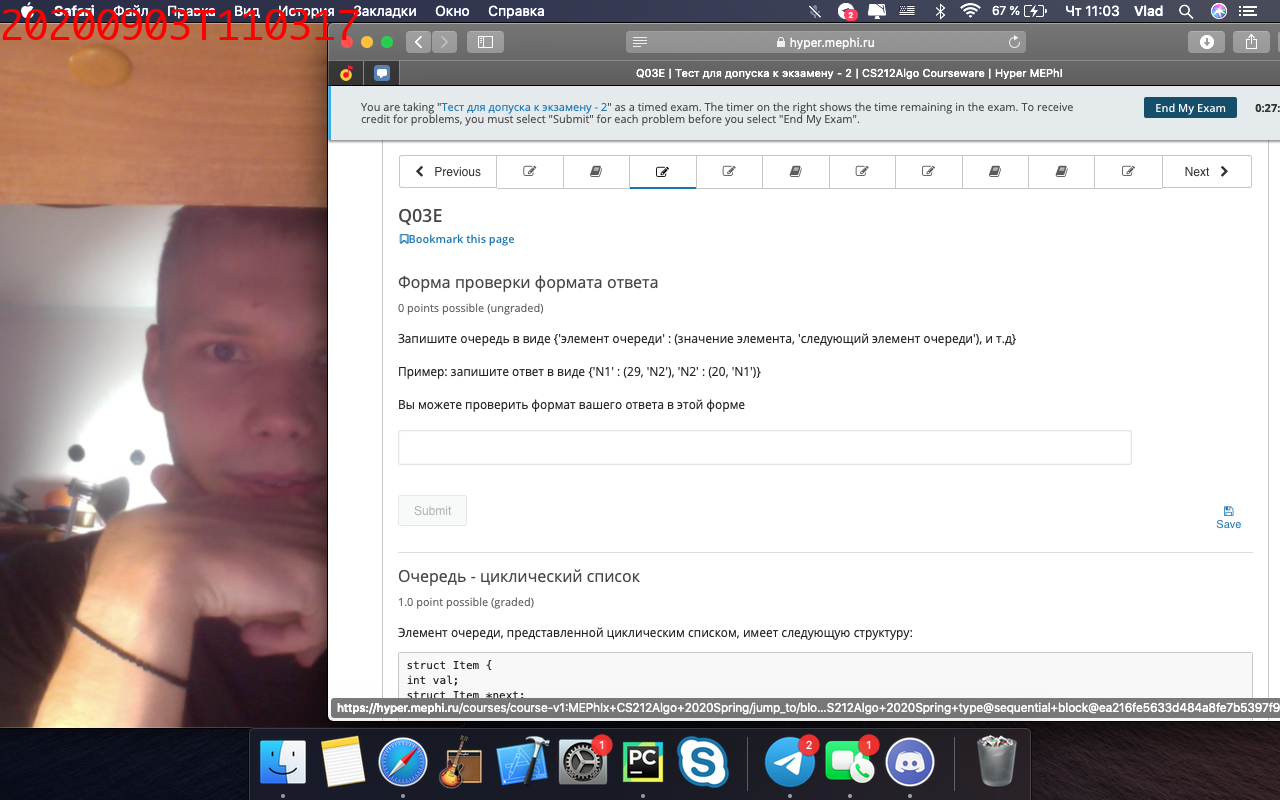 Safari Файл Правка Вид История Закладки Окно Справка
67 %
Чт 11:03 Vlad
20200903T110317
hyper.mephi.ru
Q03E | Тест для допуска к экзамену - 2 | CS212Algo Courseware | Hyper MEPhI
You are taking "Тест для допуска к экзамену - 2" as a timed exam. The timer on the right shows the time remaining in the exam. To receive
credit for problems, you must select "Submit" for each problem before you select "End My Exam".
End My Exam
0:27:
Previous
Next
Q03E
Bookmark this page
Форма проверки формата ответа
0 points possible (ungraded)
Запишите очередь в виде {'элемент очереди' : (значение элемента, 'следующий элемент очереди'), и т.д}
Пример: запишите ответ в виде {'N1' : (29, 'N2'), 'N2' : (20, 'N1')}
Вы можете проверить формат вашего ответа в этой форме
Submit
Save
Очередь - циклический список
1.0 point possible (graded)
Элемент очереди, представленной циклическим списком, имеет следующую структуру:
struct Item {
int val;
struct Item *next;
https://hyper.mephi.ru/courses/course-v1:MEPhIx+CS212Algo+2020Spring/jump_to/blo...S212Algo+2020Spring+type@sequential+block@ea216fe5633d484a8fe7b5397f9
2
1
PC
2
1